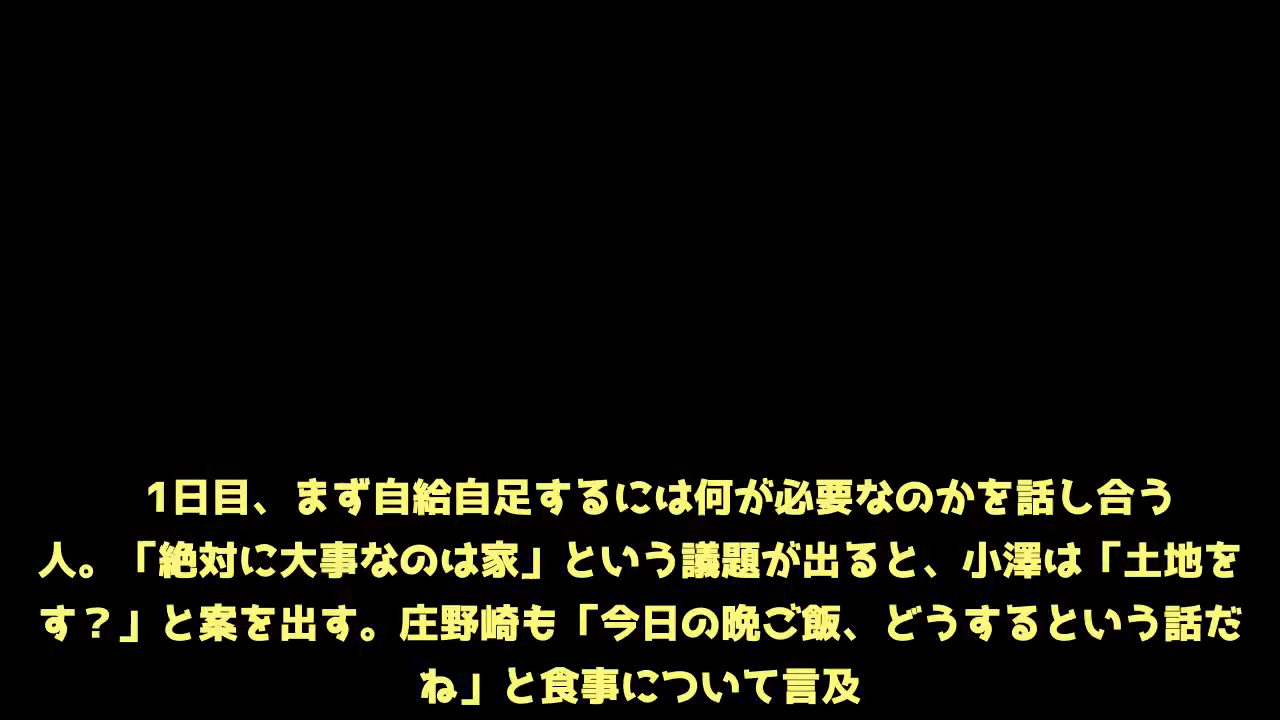 1日目、まず自給自足するには何が必要なのかを話し合う
人。「絶対に大事なのは家」という議題が出ると、小澤は「土地を
す？」と案を出す。庄野崎も「今日の晩ご飯、どうするという話だ
ね」と食事について言及